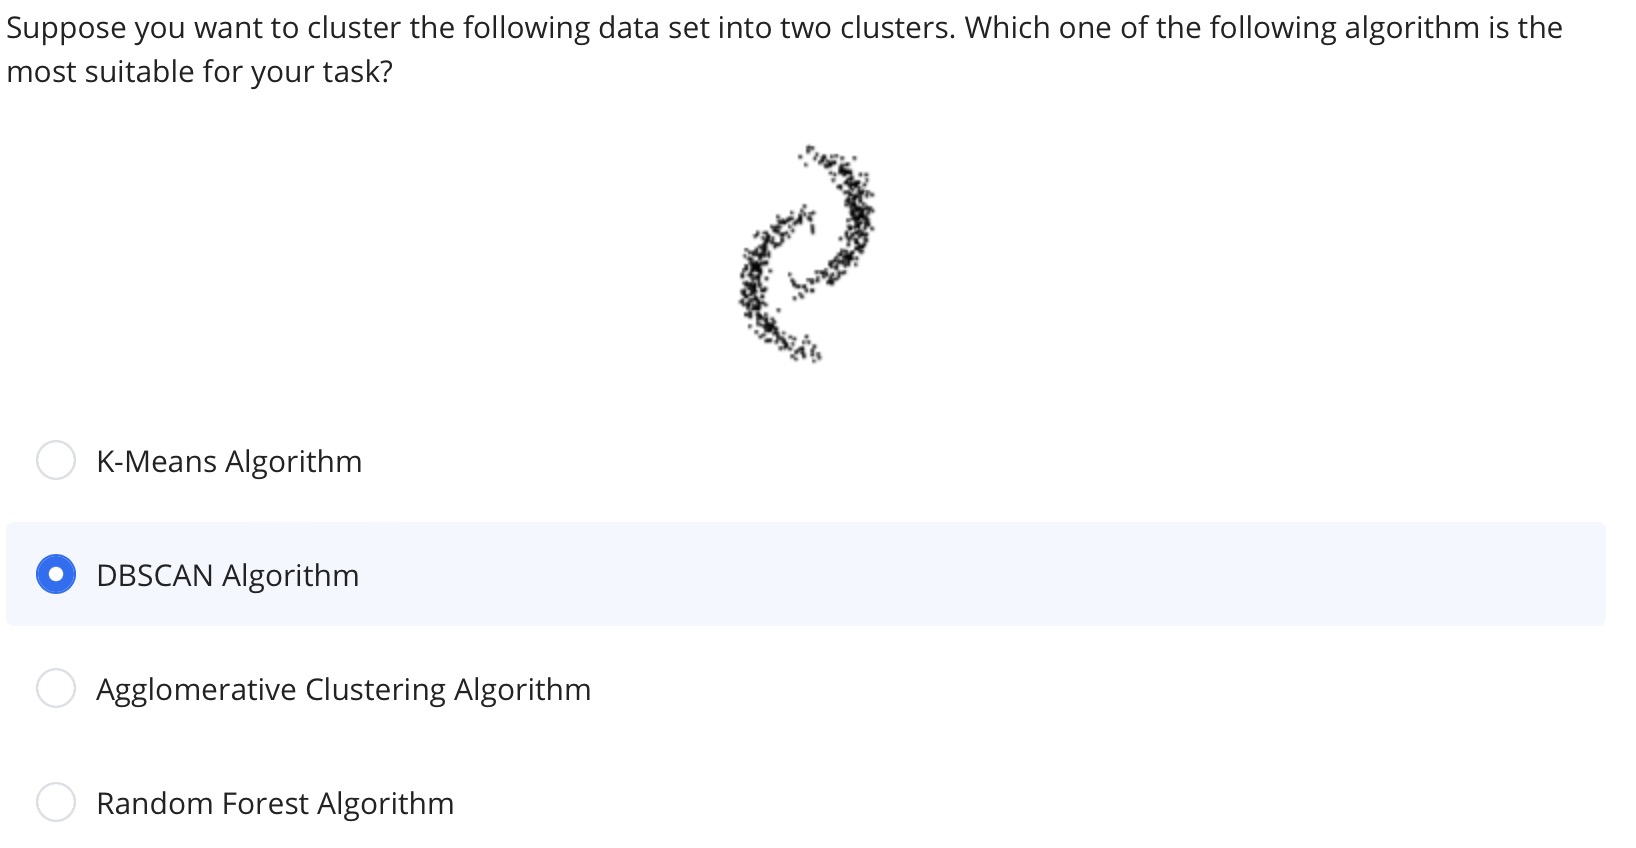 Suppose you want to cluster the following data set into two clusters. Which one of the following algorithm is the
most suitable for your task?
K-Means Algorithm
DBSCAN Algorithm
Agglomerative Clustering Algorithm
Random Forest Algorithm